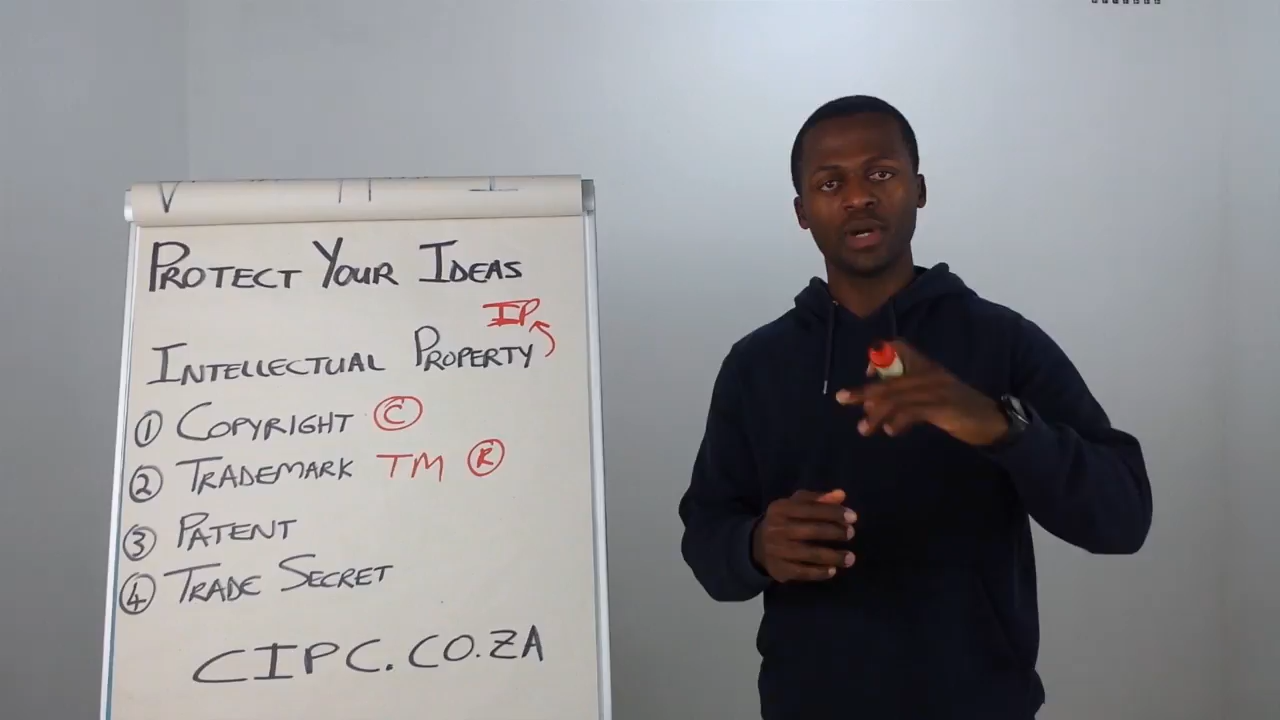 PROTECT YOUR IDEAS
IP
INTELLECTUAL PROPERTY
① COPYRIGHT ©
② TRADEMARK TM ®
③ PATENT
④ TRADE SECRET
CIPC.CO.ZA